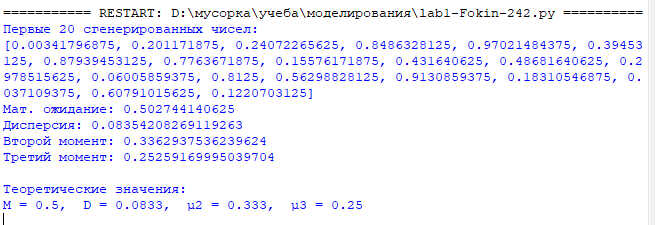 =========== RESTART: D:\мусорка\учеба\моделирования\lab1-Fokin-242.py ==========
Первые 20 сгенерированных чисел:
[0.00341796875, 0.201171875, 0.24072265625, 0.8486328125, 0.97021484375, 0.39453
125, 0.87939453125, 0.7763671875, 0.15576171875, 0.431640625, 0.48681640625, 0.2
978515625, 0.06005859375, 0.8125, 0.56298828125, 0.9130859375, 0.18310546875, 0.
037109375, 0.60791015625, 0.1220703125]
Мат. ожидание: 0.502744140625
Дисперсия: 0.08354208269119263
Второй момент: 0.3362937536239624
Третий момент: 0.25259169995039704
Теоретические значения:
M = 0.5,  D = 0.0833,  μ2 = 0.333,  μ3 = 0.25